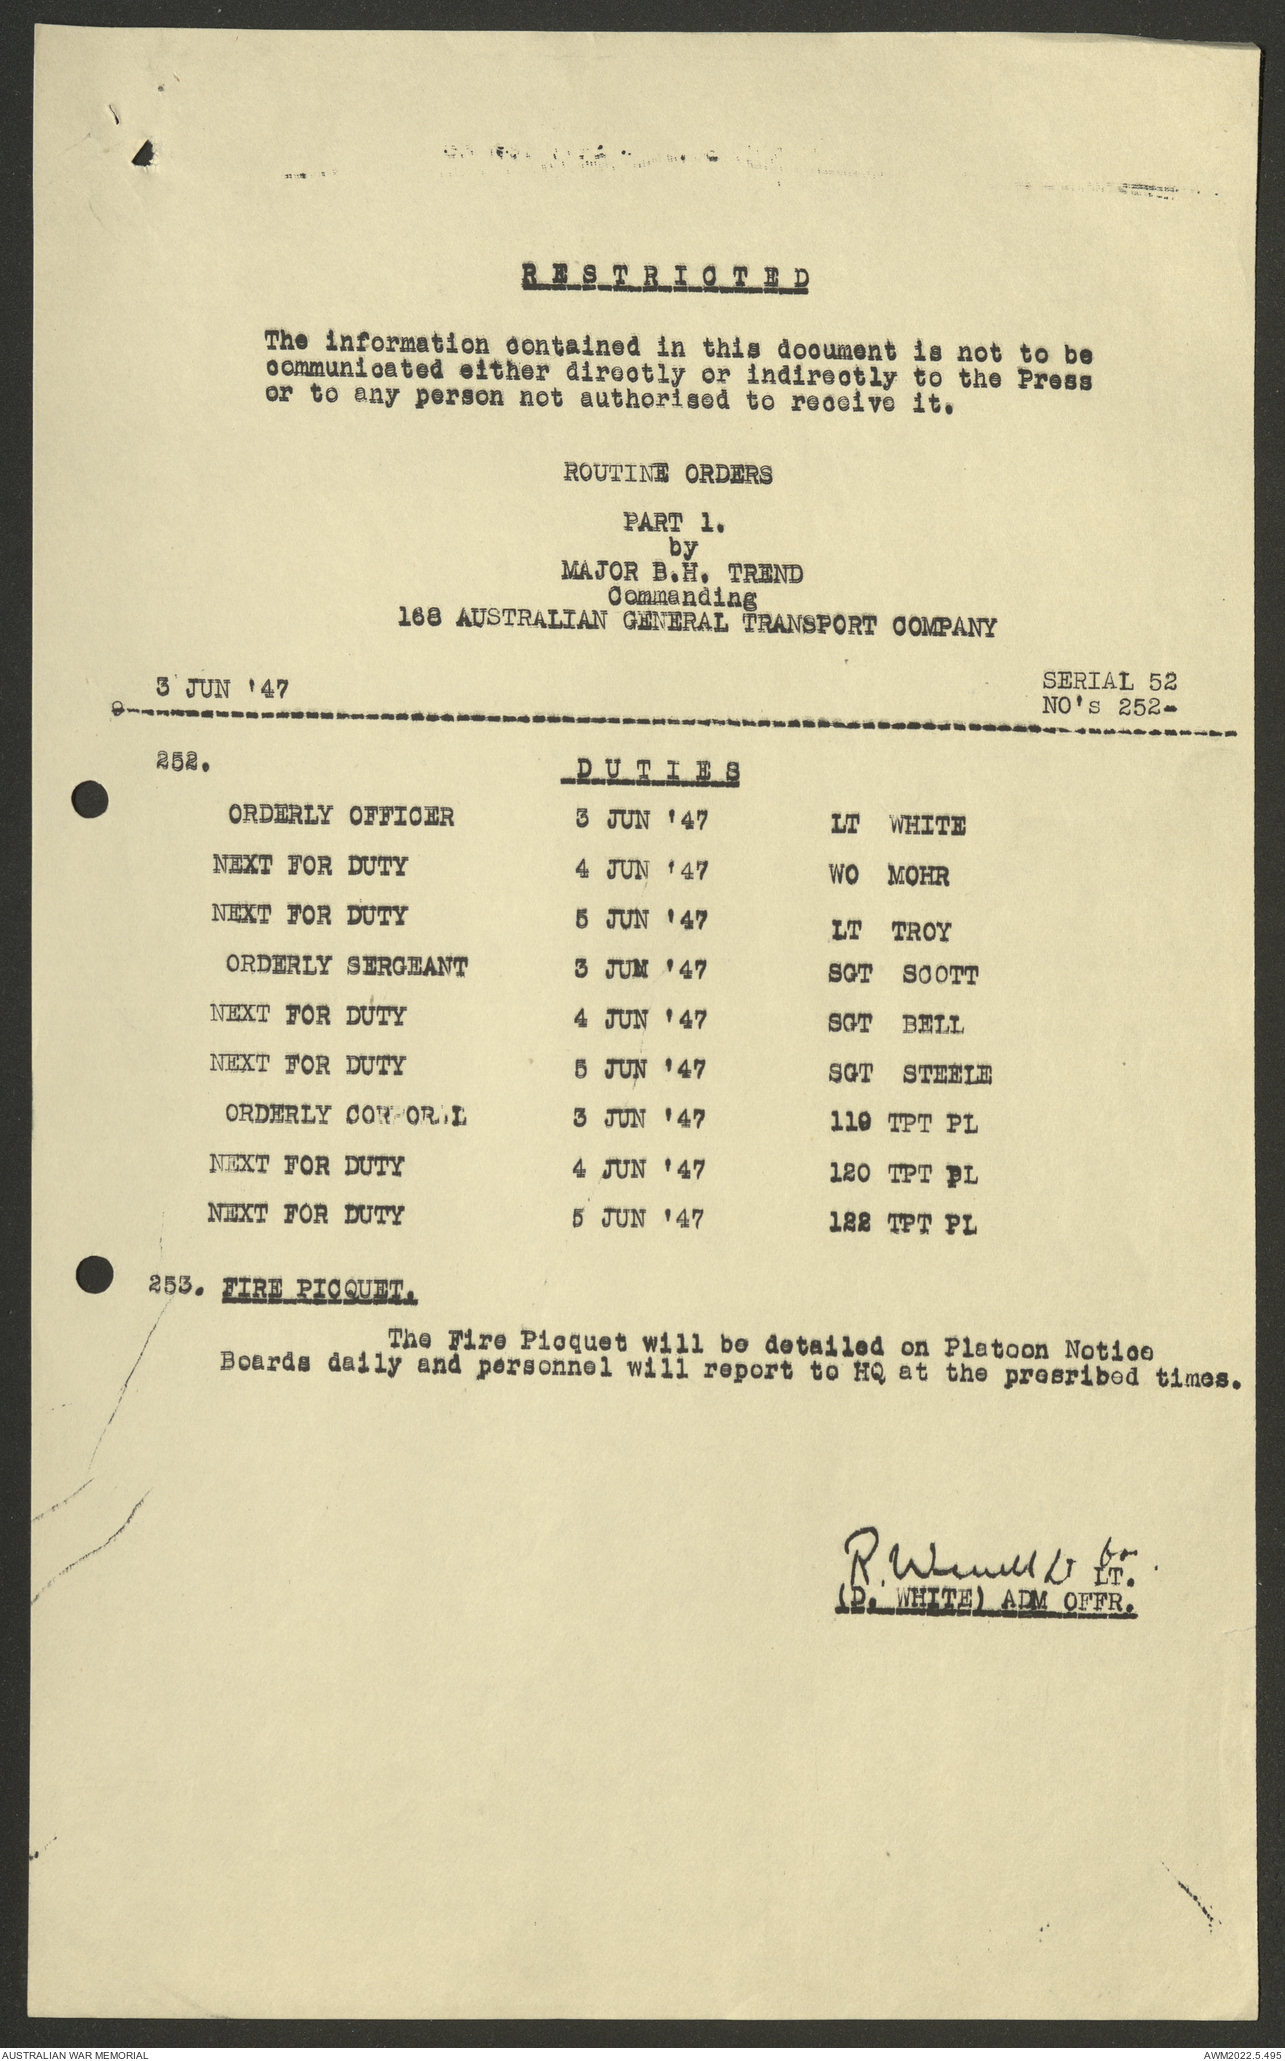 RESTRICTED
The information contained in this document is not to be
communicated either directly or indirectly to the Press
or to any person not authorised to receive it.
ROUTINE ORDERS
PART 1.
by
MAJOR B.H. TREND
Commanding
168 AUSTRALIAN GENERAL TRANSPORT COMPANY
3 JUN '47
SERIAL 52
NO's 252-
252. DUTIES
ORDERLY OFFICER 3 JUN '47 LT WHITE
NEXT FOR DUTY 4 JUN '47 WO MOHR
NEXT FOR DUTY 5 JUN '47 LT TROY
ORDERLY SERGEANT 3 JUM '47 SGT SCOTT
NEXT FOR DUTY 4 JUN '47 SGT BELL
NEXT FOR DUTY 5 JUN '47 SGT STEELE
ORDERLY CORPORAL 3 JUN '47 119 TPT PL
NEXT FOR DUTY 4 JUN '47 120 TPT PL
NEXT FOR DUTY 5 JUN '47 122 TPT PL
253. FIRE PICQUET.
The Fire Picquet will be detailed on Platoon Notice
Boards daily and personnel will report to HQ at the presribed times.
R. Lt for
LT.
(D. WHITE) ADM OFFR.
AUSTRALIAN WAR MEMORIAL
AWM2022.5.495